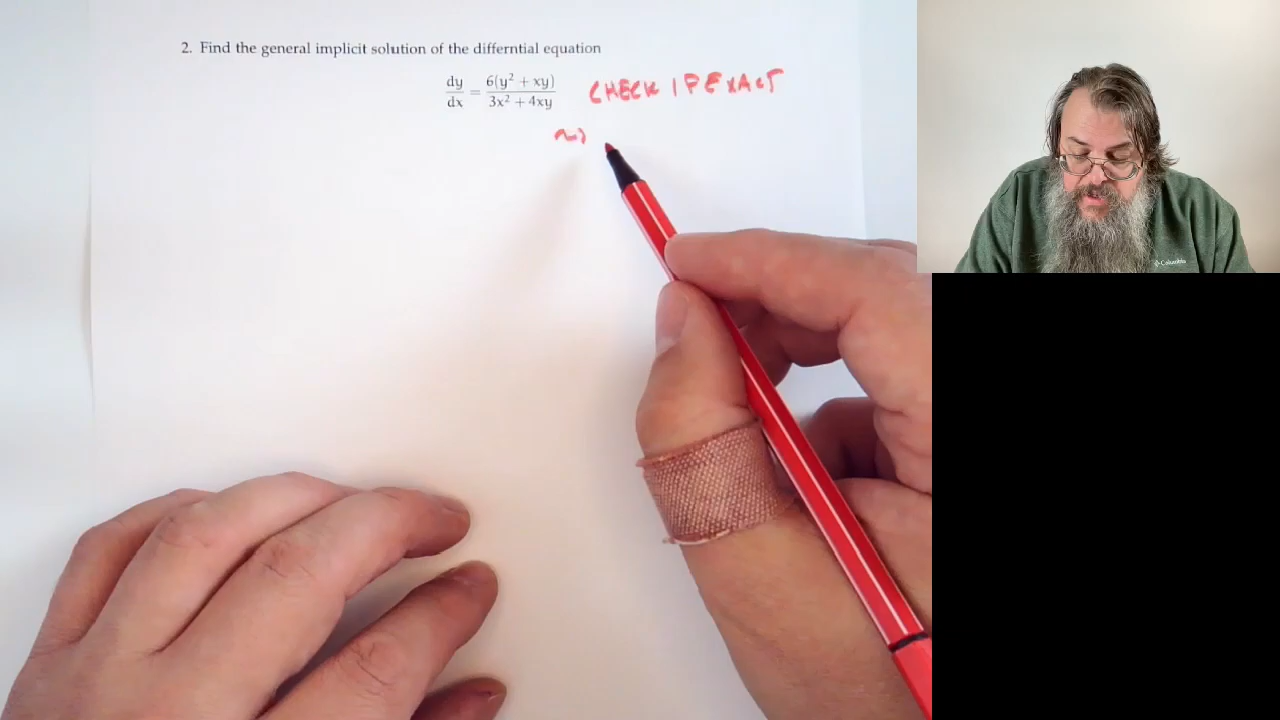 2. Find the general implicit solution of the differntial equation
dy/dx = 6(y² + xy)/3x² + 4xy CHECK IF EXACT
Columbia